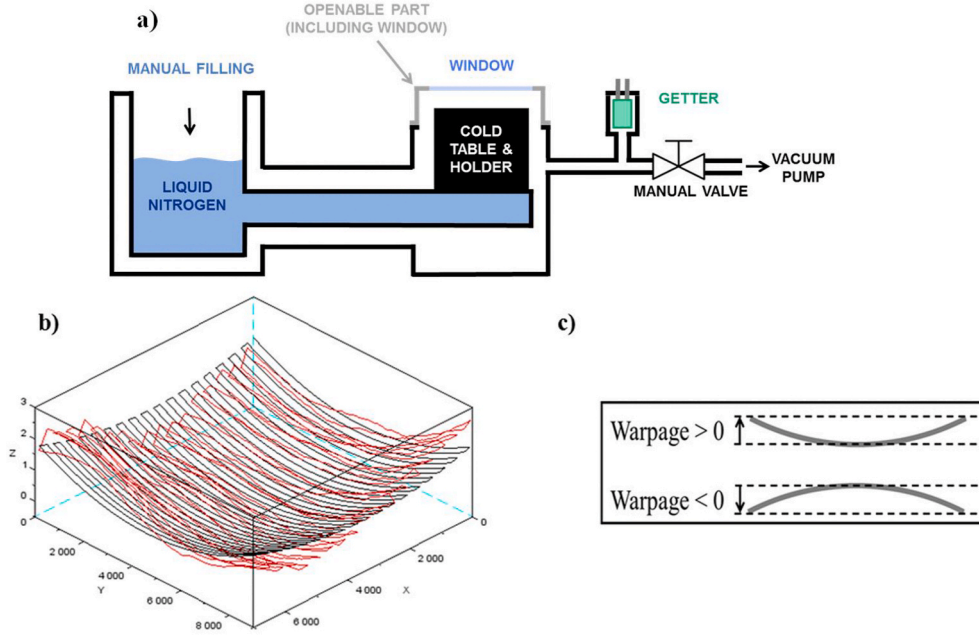 a)
OPENABLE PART
(INCLUDING WINDOW)
MANUAL FILLING
WINDOW
GETTER
COLD
TABLE &
HOLDER
LIQUID
NITROGEN
VACUUM
PUMP
MANUAL VALVE
b)
3
2
Z
1
0
0
2 000
4 000
Y
6 000
8 000
0
2 000
X
4 000
6 000
c)
Warpage > 0
Warpage < 0